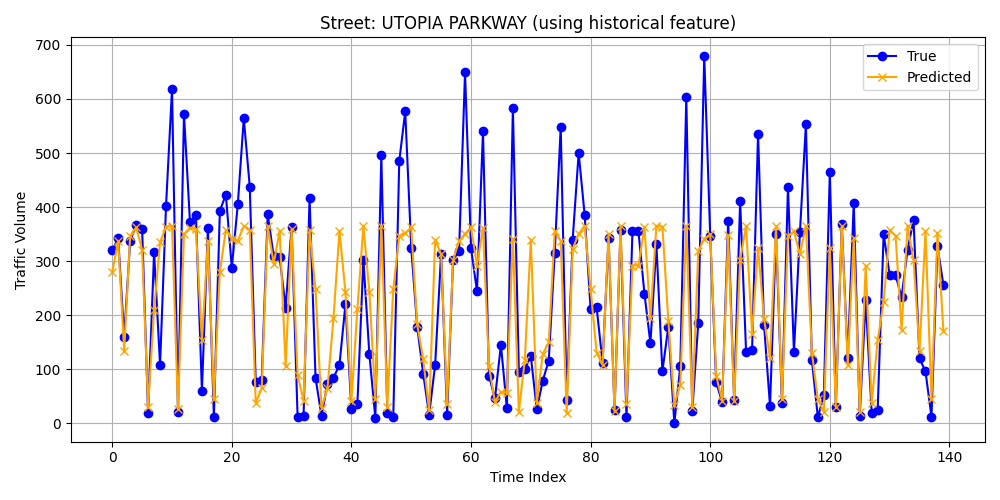 Street: UTOPIA PARKWAY (using historical feature)
True
Predicted
Traffic Volume
700
600
500
400
300
200
100
0
0 20 40 60 80 100 120 140
Time Index